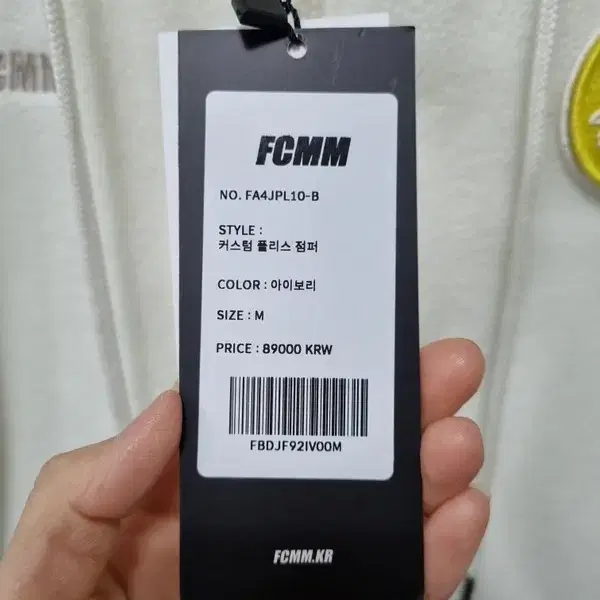 FCMM
NO. FA4JPL10-B
STYLE :
커스텀 플리스 점퍼
COLOR : 아이보리
SIZE : M
PRICE : 89000 KRW
FBDJF92IV00M
FCMM.KR